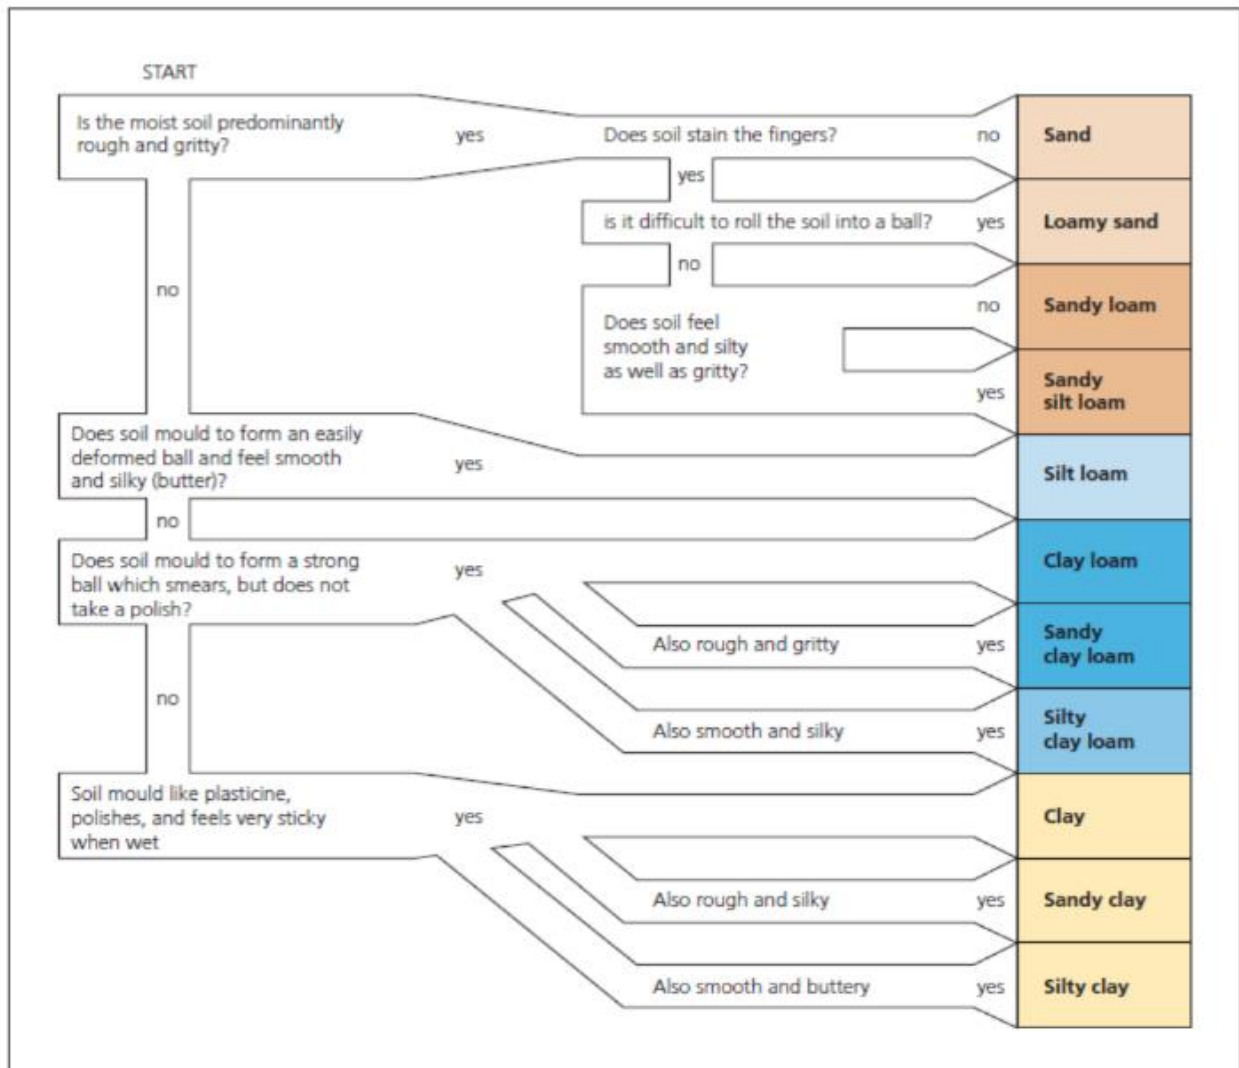 START
Is the moist soil predominantly
rough and gritty?
yes
Does soil stain the fingers?
no
Sand
yes
is it difficult to roll the soil into a ball?
yes
Loamy sand
no
no
Does soil feel
smooth and silty
as well as gritty?
no
Sandy loam
yes
Sandy
silt loam
Does soil mould to form an easily
deformed ball and feel smooth
and silky (butter)?
yes
Silt loam
no
Does soil mould to form a strong
ball which smears, but does not
take a polish?
yes
Clay loam
Also rough and gritty
yes
Sandy
clay loam
no
Also smooth and silky
yes
Silty
clay loam
Soil mould like plasticine,
polishes, and feels very sticky
when wet
yes
Clay
Also rough and silky
yes
Sandy clay
Also smooth and buttery
yes
Silty clay